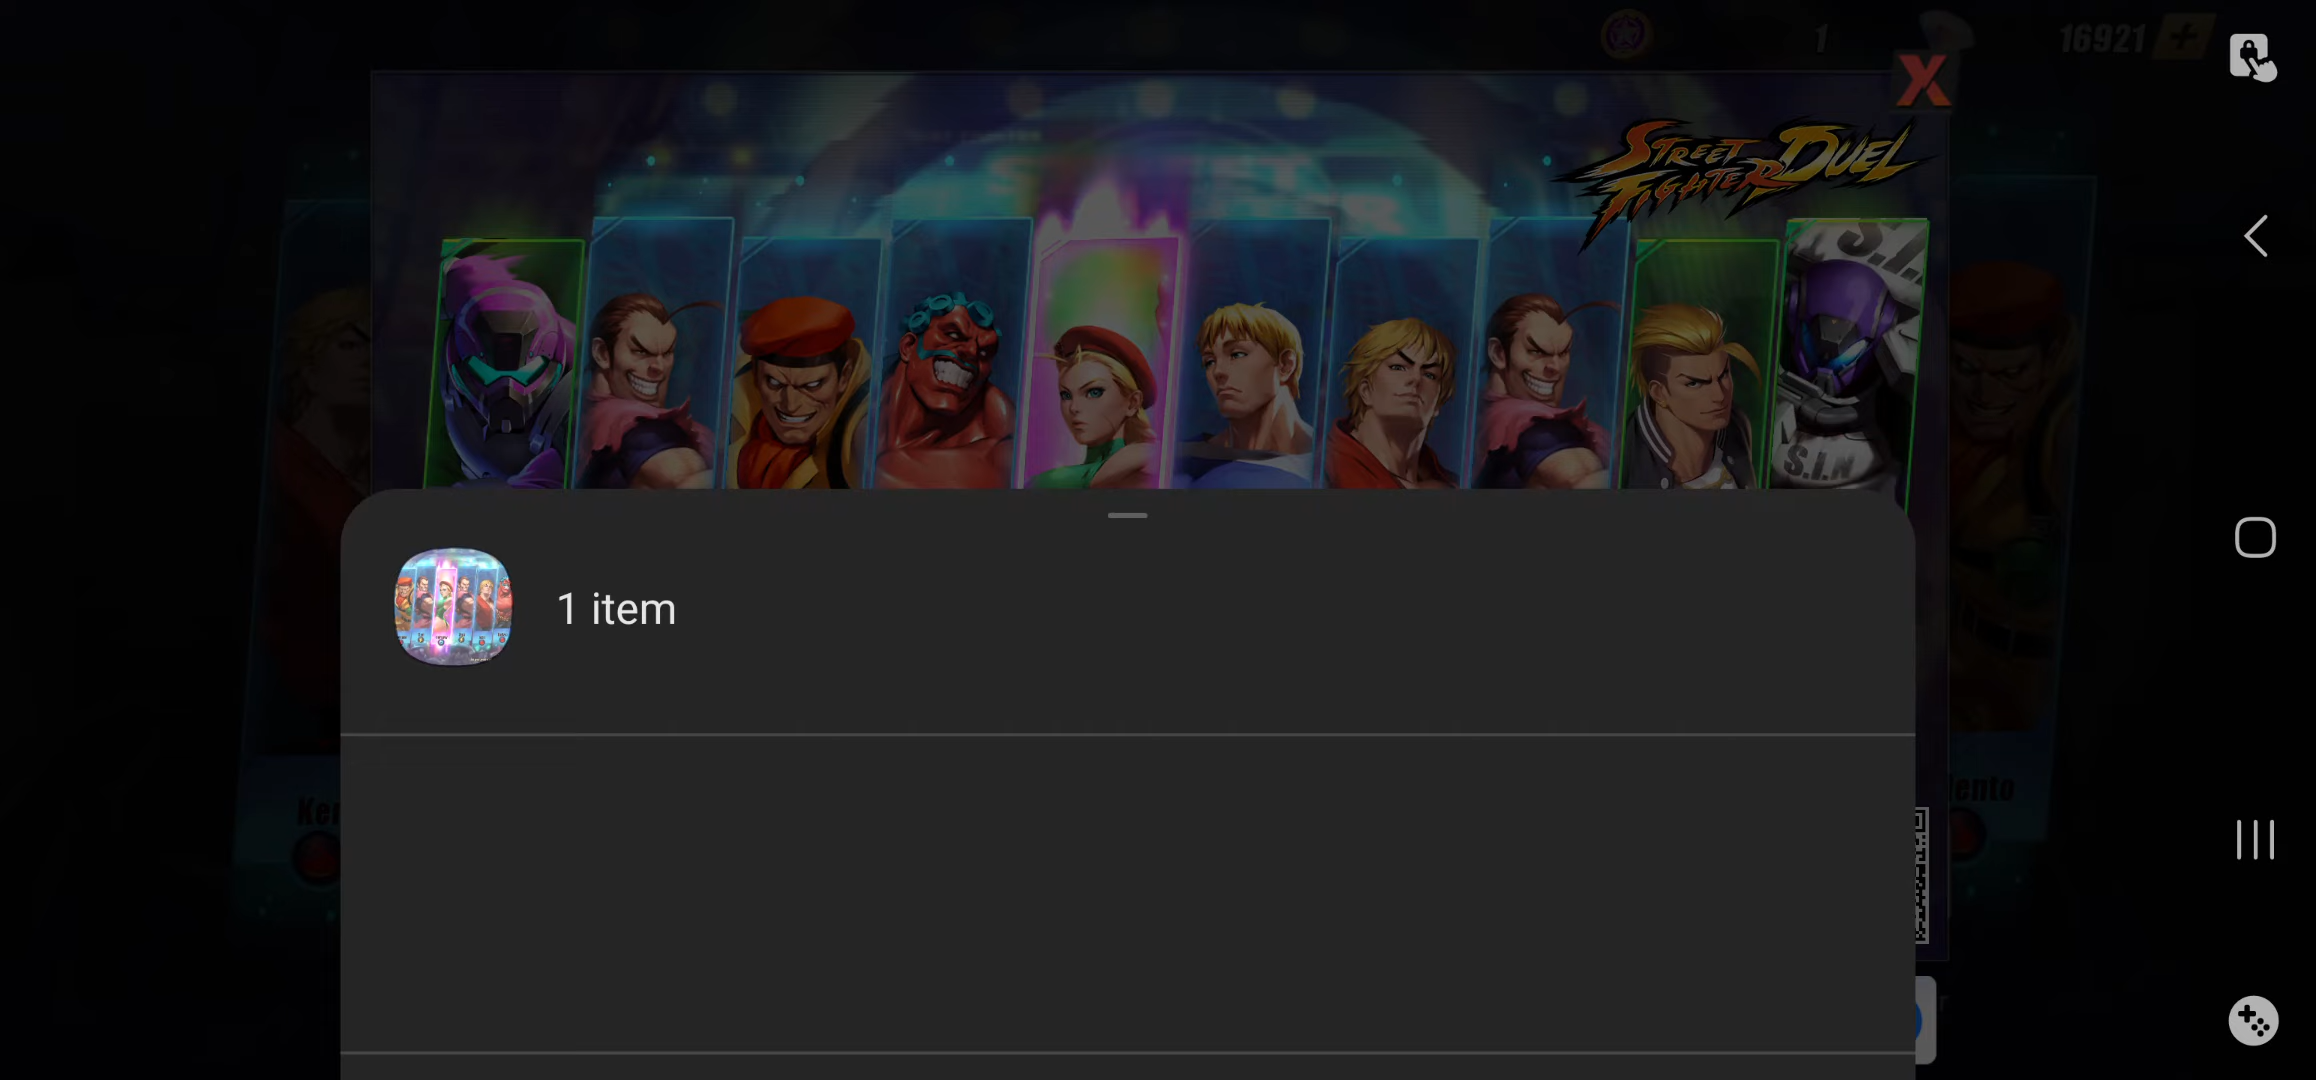 1
16921
X
STREET
FIGHTER DUEL
S.I.
S.I.N
1 item